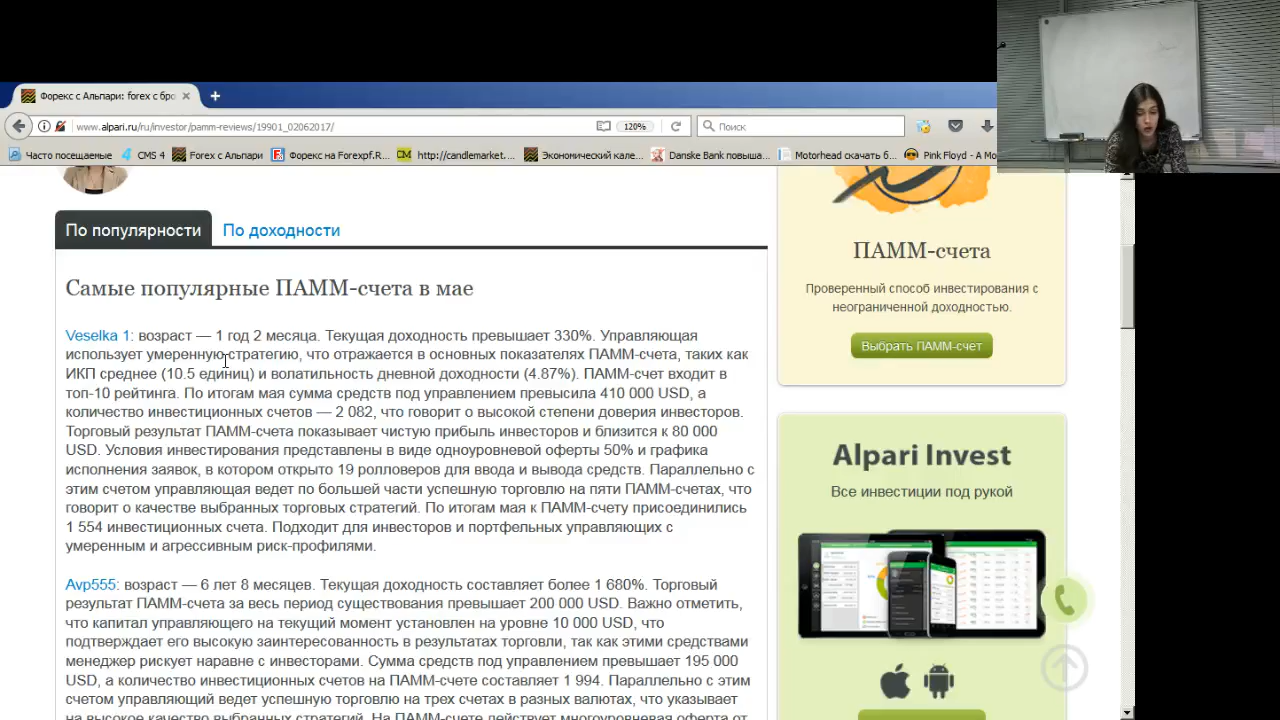 Форекс с Альпари: forex с бро
www.alpari.ru/ru/investor/pamm-reviews/19901_02062017/
120%
Поиск
Часто посещаемые
CMS 4
Forex с Альпари
Форекс на Forexpf.R...
http://candlemarket....
Экономический кале...
Danske Bank повыша...
Motorhead скачать б...
Pink Floyd - A Mo
По популярности
По доходности
Самые популярные ПАММ-счета в мае
Veselka 1: возраст — 1 год 2 месяца. Текущая доходность превышает 330%. Управляющая
использует умеренную стратегию, что отражается в основных показателях ПАММ-счета, таких как
ИКП среднее (10.5 единиц) и волатильность дневной доходности (4.87%). ПАММ-счет входит в
топ-10 рейтинга. По итогам мая сумма средств под управлением превысила 410 000 USD, а
количество инвестиционных счетов — 2 082, что говорит о высокой степени доверия инвесторов.
Торговый результат ПАММ-счета показывает чистую прибыль инвесторов и близится к 80 000
USD. Условия инвестирования представлены в виде одноуровневой оферты 50% и графика
исполнения заявок, в котором открыто 19 ролловеров для ввода и вывода средств. Параллельно с
этим счетом управляющая ведет по большей части успешную торговлю на пяти ПАММ-счетах, что
говорит о качестве выбранных торговых стратегий. По итогам мая к ПАММ-счету присоединились
1 554 инвестиционных счета. Подходит для инвесторов и портфельных управляющих с
умеренным и агрессивным риск-профилями.
Avp555: возраст — 6 лет 8 месяцев. Текущая доходность составляет более 1 680%. Торговый
результат ПАММ-счета за весь период существования превышает 200 000 USD. Важно отметить,
что капитал управляющего на текущий момент установлен на уровне 10 000 USD, что
подтверждает его высокую заинтересованность в результатах торговли, так как этими средствами
менеджер рискует наравне с инвесторами. Сумма средств под управлением превышает 195 000
USD, а количество инвестиционных счетов на ПАММ-счете составляет 1 994. Параллельно с этим
счетом управляющий ведет успешную торговлю на трех счетах в разных валютах, что указывает
на высокое качество выбранных стратегий. На ПАММ-счете действует многоуровневая оферта от
ПАММ-счета
Проверенный способ инвестирования с
неограниченной доходностью.
Выбрать ПАММ-счет
Alpari Invest
Все инвестиции под рукой